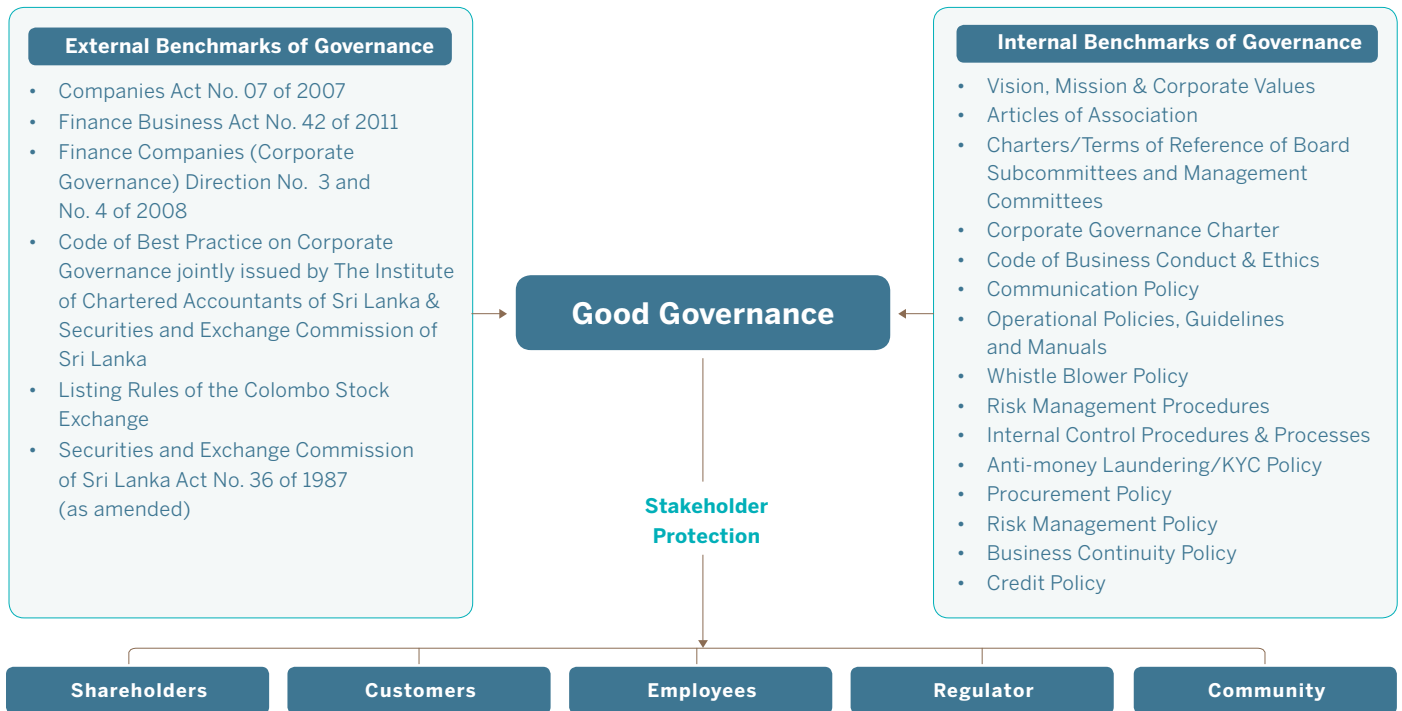 External Benchmarks of Governance
• Companies Act No. 07 of 2007
• Finance Business Act No. 42 of 2011
• Finance Companies (Corporate
Governance) Direction No. 3 and
No. 4 of 2008
• Code of Best Practice on Corporate
Governance jointly issued by The Institute
of Chartered Accountants of Sri Lanka &
Securities and Exchange Commission of
Sri Lanka
• Listing Rules of the Colombo Stock
Exchange
• Securities and Exchange Commission
of Sri Lanka Act No. 36 of 1987
(as amended)
Good Governance
Internal Benchmarks of Governance
• Vision, Mission & Corporate Values
• Articles of Association
• Charters/Terms of Reference of Board
Subcommittees and Management
Committees
• Corporate Governance Charter
• Code of Business Conduct & Ethics
• Communication Policy
• Operational Policies, Guidelines
and Manuals
• Whistle Blower Policy
• Risk Management Procedures
• Internal Control Procedures & Processes
• Anti-money Laundering/KYC Policy
• Procurement Policy
• Risk Management Policy
• Business Continuity Policy
• Credit Policy
Stakeholder
Protection
Shareholders
Customers
Employees
Regulator
Community